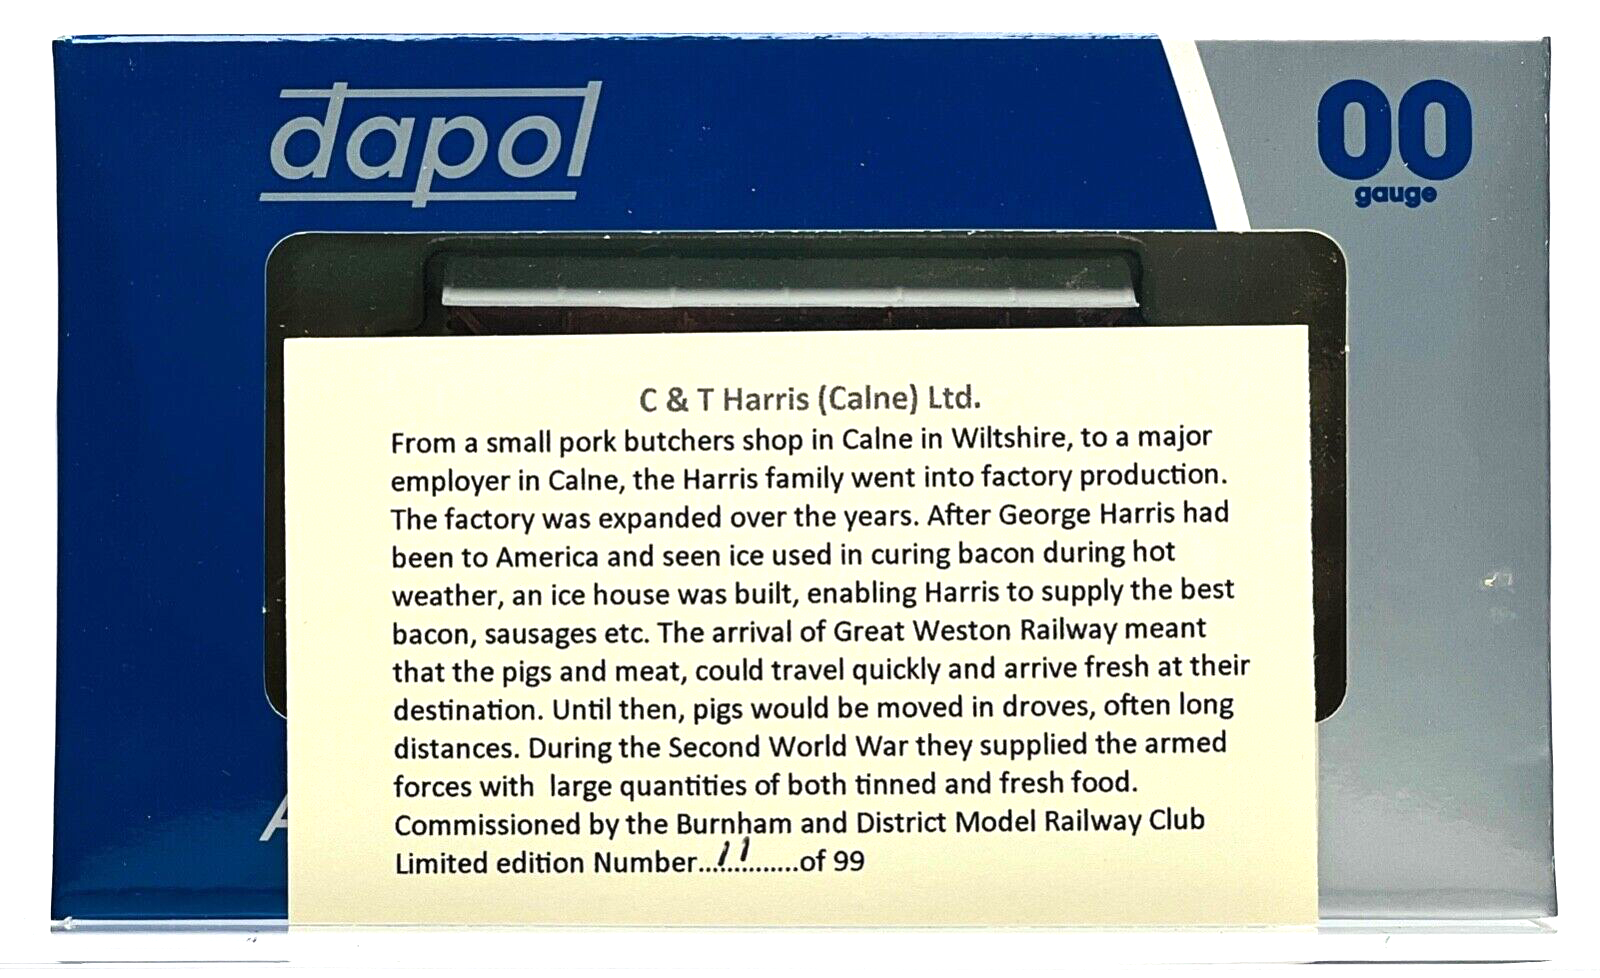 dapol
00
gauge
C & T Harris (Calne) Ltd.
From a small pork butchers shop in Calne in Wiltshire, to a major
employer in Calne, the Harris family went into factory production.
The factory was expanded over the years. After George Harris had
been to America and seen ice used in curing bacon during hot
weather, an ice house was built, enabling Harris to supply the best
bacon, sausages etc. The arrival of Great Weston Railway meant
that the pigs and meat, could travel quickly and arrive fresh at their
destination. Until then, pigs would be moved in droves, often long
distances. During the Second World War they supplied the armed
forces with  large quantities of both tinned and fresh food.
Commissioned by the Burnham and District Model Railway Club
Limited edition Number...11.......of 99